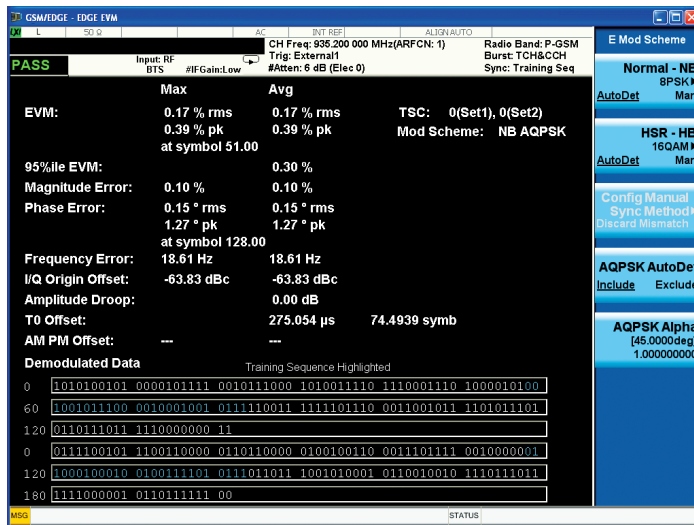 GSM/EDGE - EDGE EVM
L 50 Ω AC INT REF ALIGN AUTO
CH Freq: 935.200 000 MHz(ARFCN: 1) Radio Band: P-GSM
Input: RF Trig: External1 Burst: TCH&CCH
PASS BTS #IFGain:Low #Atten: 6 dB (Elec 0) Sync: Training Seq
Max Avg
EVM: 0.17 % rms 0.17 % rms TSC: 0(Set1), 0(Set2)
0.39 % pk 0.39 % pk Mod Scheme: NB AQPSK
at symbol 51.00
95%ile EVM: 0.30 %
Magnitude Error: 0.10 % 0.10 %
Phase Error: 0.15 ° rms 0.15 ° rms
1.27 ° pk 1.27 ° pk
at symbol 128.00
Frequency Error: 18.61 Hz 18.61 Hz
I/Q Origin Offset: -63.83 dBc -63.83 dBc
Amplitude Droop: 0.00 dB
T0 Offset: 275.054 µs 74.4939 symb
AM PM Offset: --- ---
Demodulated Data Training Sequence Highlighted
0 1010100101 0000101111 0010111000 1010011110 1110001110 1000010100
60 1001011100 0010001001 0111110011 1111101110 0011001011 1101011101
120 0110111011 1110000000 11
0 0111100101 1100110000 0110110000 0100100110 0011101111 0010000001
120 1000100010 0100111101 0111011011 1001010001 0110010010 1110111011
180 1111000001 0110111111 00
MSG STATUS
E Mod Scheme
Normal - NB
8PSK
AutoDet Man
HSR - HB
16QAM
AutoDet Man
Config Manual
Sync Method
Discard Mismatch
AQPSK AutoDet
Include Exclude
AQPSK Alpha
[45.0000deg]
1.000000000